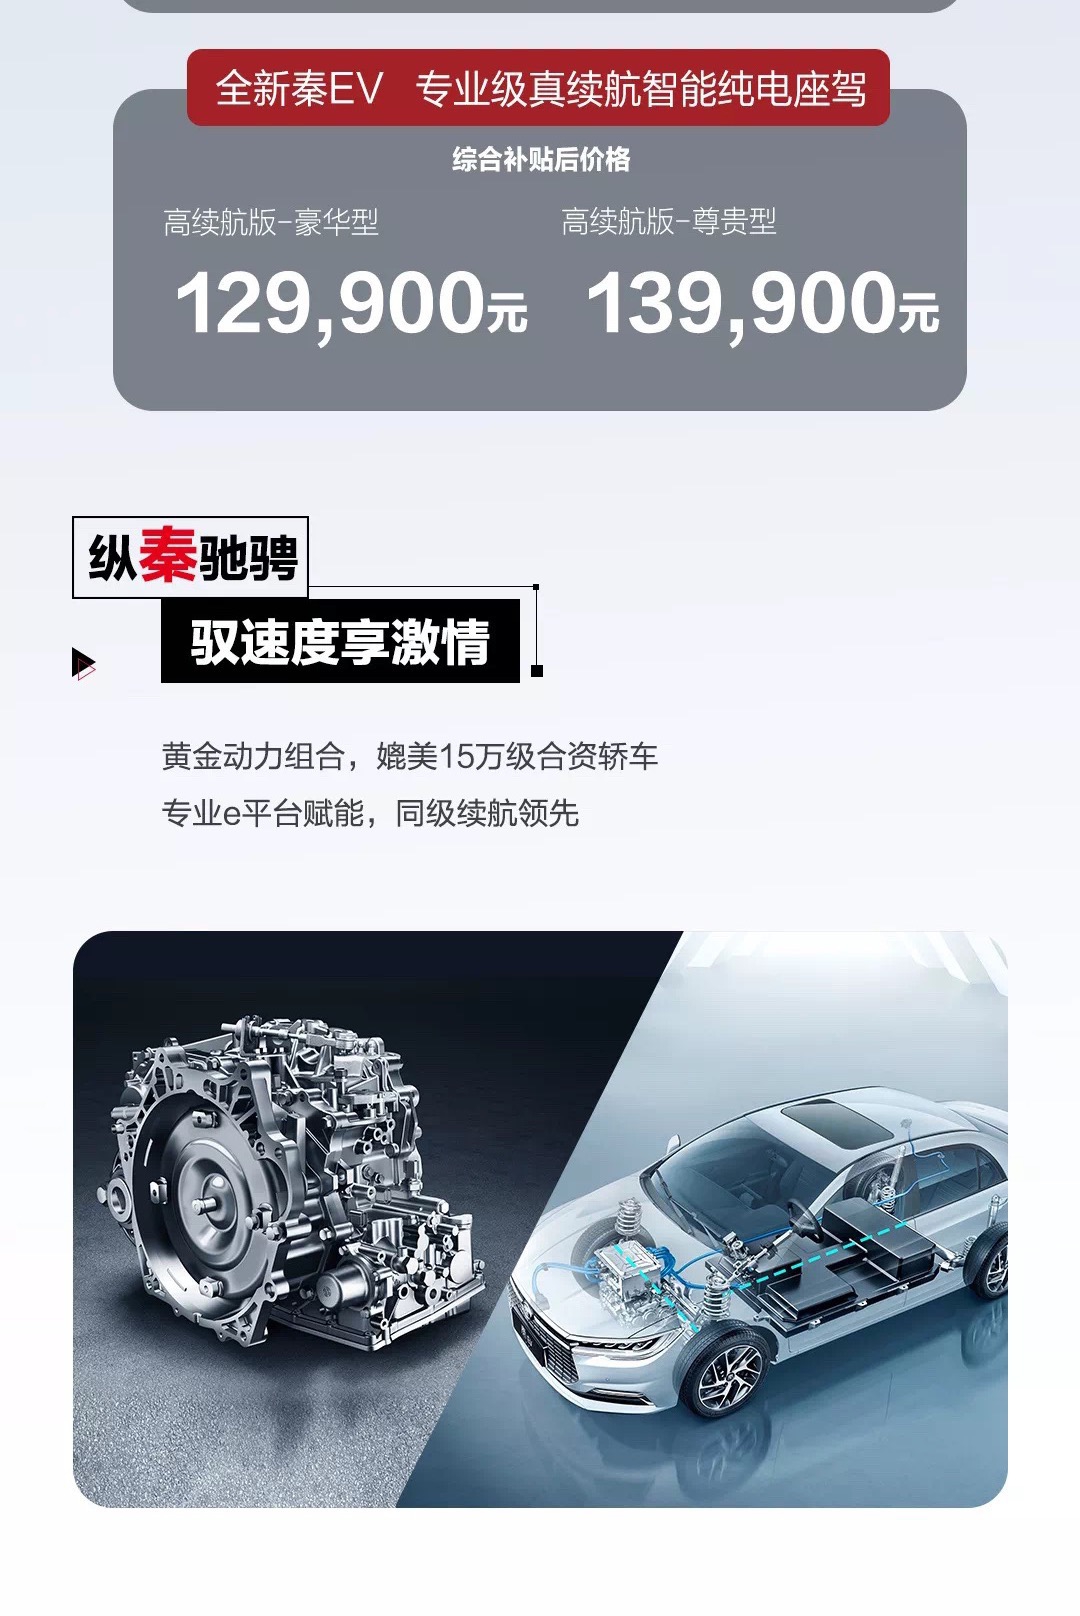 全新秦EV 专业级真续航智能纯电座驾
综合补贴后价格
高续航版-豪华型 高续航版-尊贵型
129,900元 139,900元
纵秦驰骋
驭速度享激情
黄金动力组合，媲美15万级合资轿车
专业e平台赋能，同级续航领先